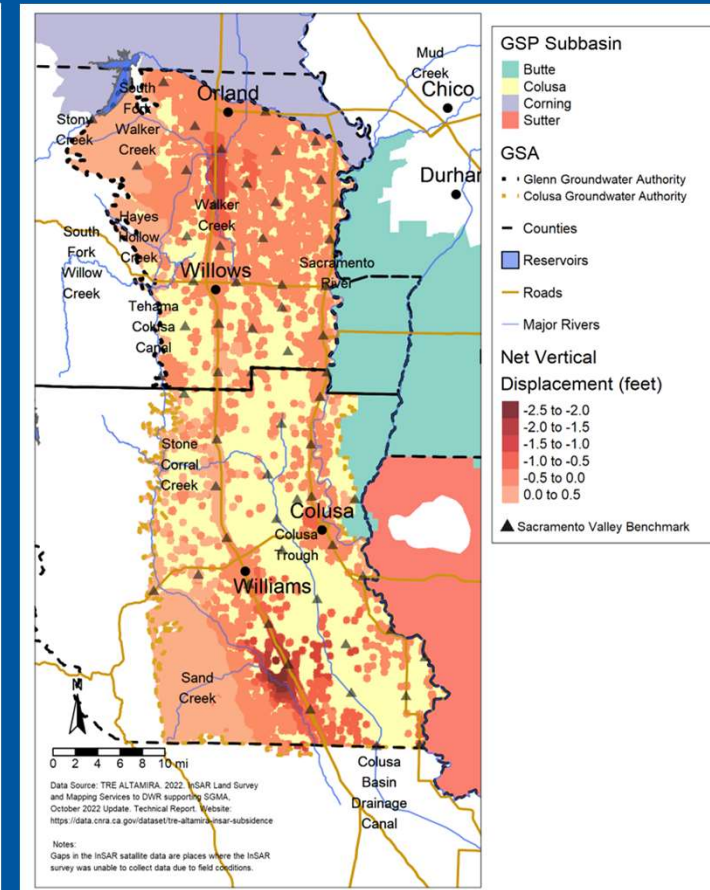 Mud
Creek
Chico
South
Fork
Walker
Creek
Orland
Stony
Creek
Durhar
Walker
Creek
Hayes
Hollow
Creek
South
Fork
Willow
Creek
Sacramento
River
Willows
Tehama
Colusa
Canal
Stone
Corral
Creek
Colusa
Colusa
Trough
Williams
Sand
Creek
N
0 2 4 6 8 10 mi
Colusa
Basin
Drainage
Canal
Data Source: TRE ALTAMIRA. 2022. InSAR Land Survey
and Mapping Services to DWR supporting SGMA,
October 2022 Update. Technical Report. Website:
https://data.cnra.ca.gov/dataset/tre-altamira-insar-subsidence
Notes:
Gaps in the InSAR satallite data are places where the InSAR
survey was unable to collect data due to field conditions.
GSP Subbasin
Butte
Colusa
Corning
Sutter
GSA
Glenn Groundwater Authority
Colusa Groundwater Authority
Counties
Reservoirs
Roads
Major Rivers
Net Vertical
Displacement (feet)
-2.5 to -2.0
-2.0 to -1.5
-1.5 to -1.0
-1.0 to -0.5
-0.5 to 0.0
0.0 to 0.5
Sacramento Valley Benchmark